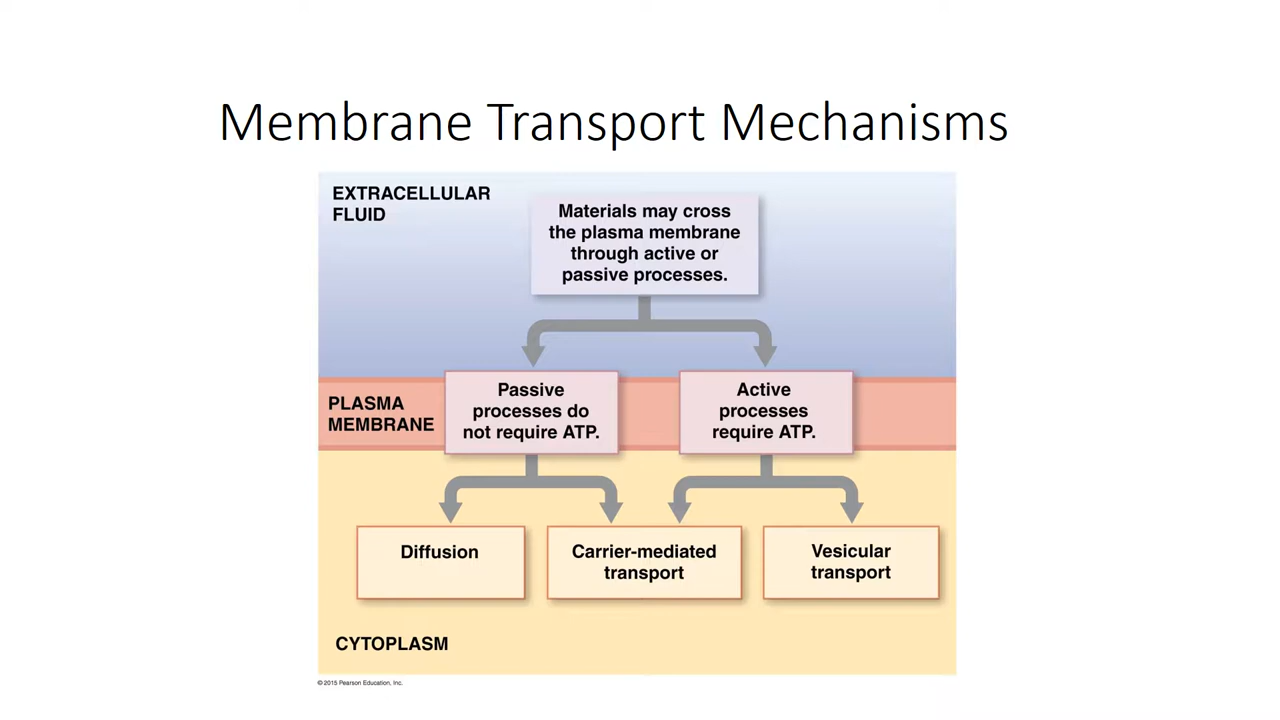 Membrane Transport Mechanisms
EXTRACELLULAR
FLUID
Materials may cross
the plasma membrane
through active or
passive processes.
PLASMA
MEMBRANE
Passive
processes do
not require ATP.
Active
processes
require ATP.
Diffusion
Carrier-mediated
transport
Vesicular
transport
CYTOPLASM
© 2015 Pearson Education, Inc.